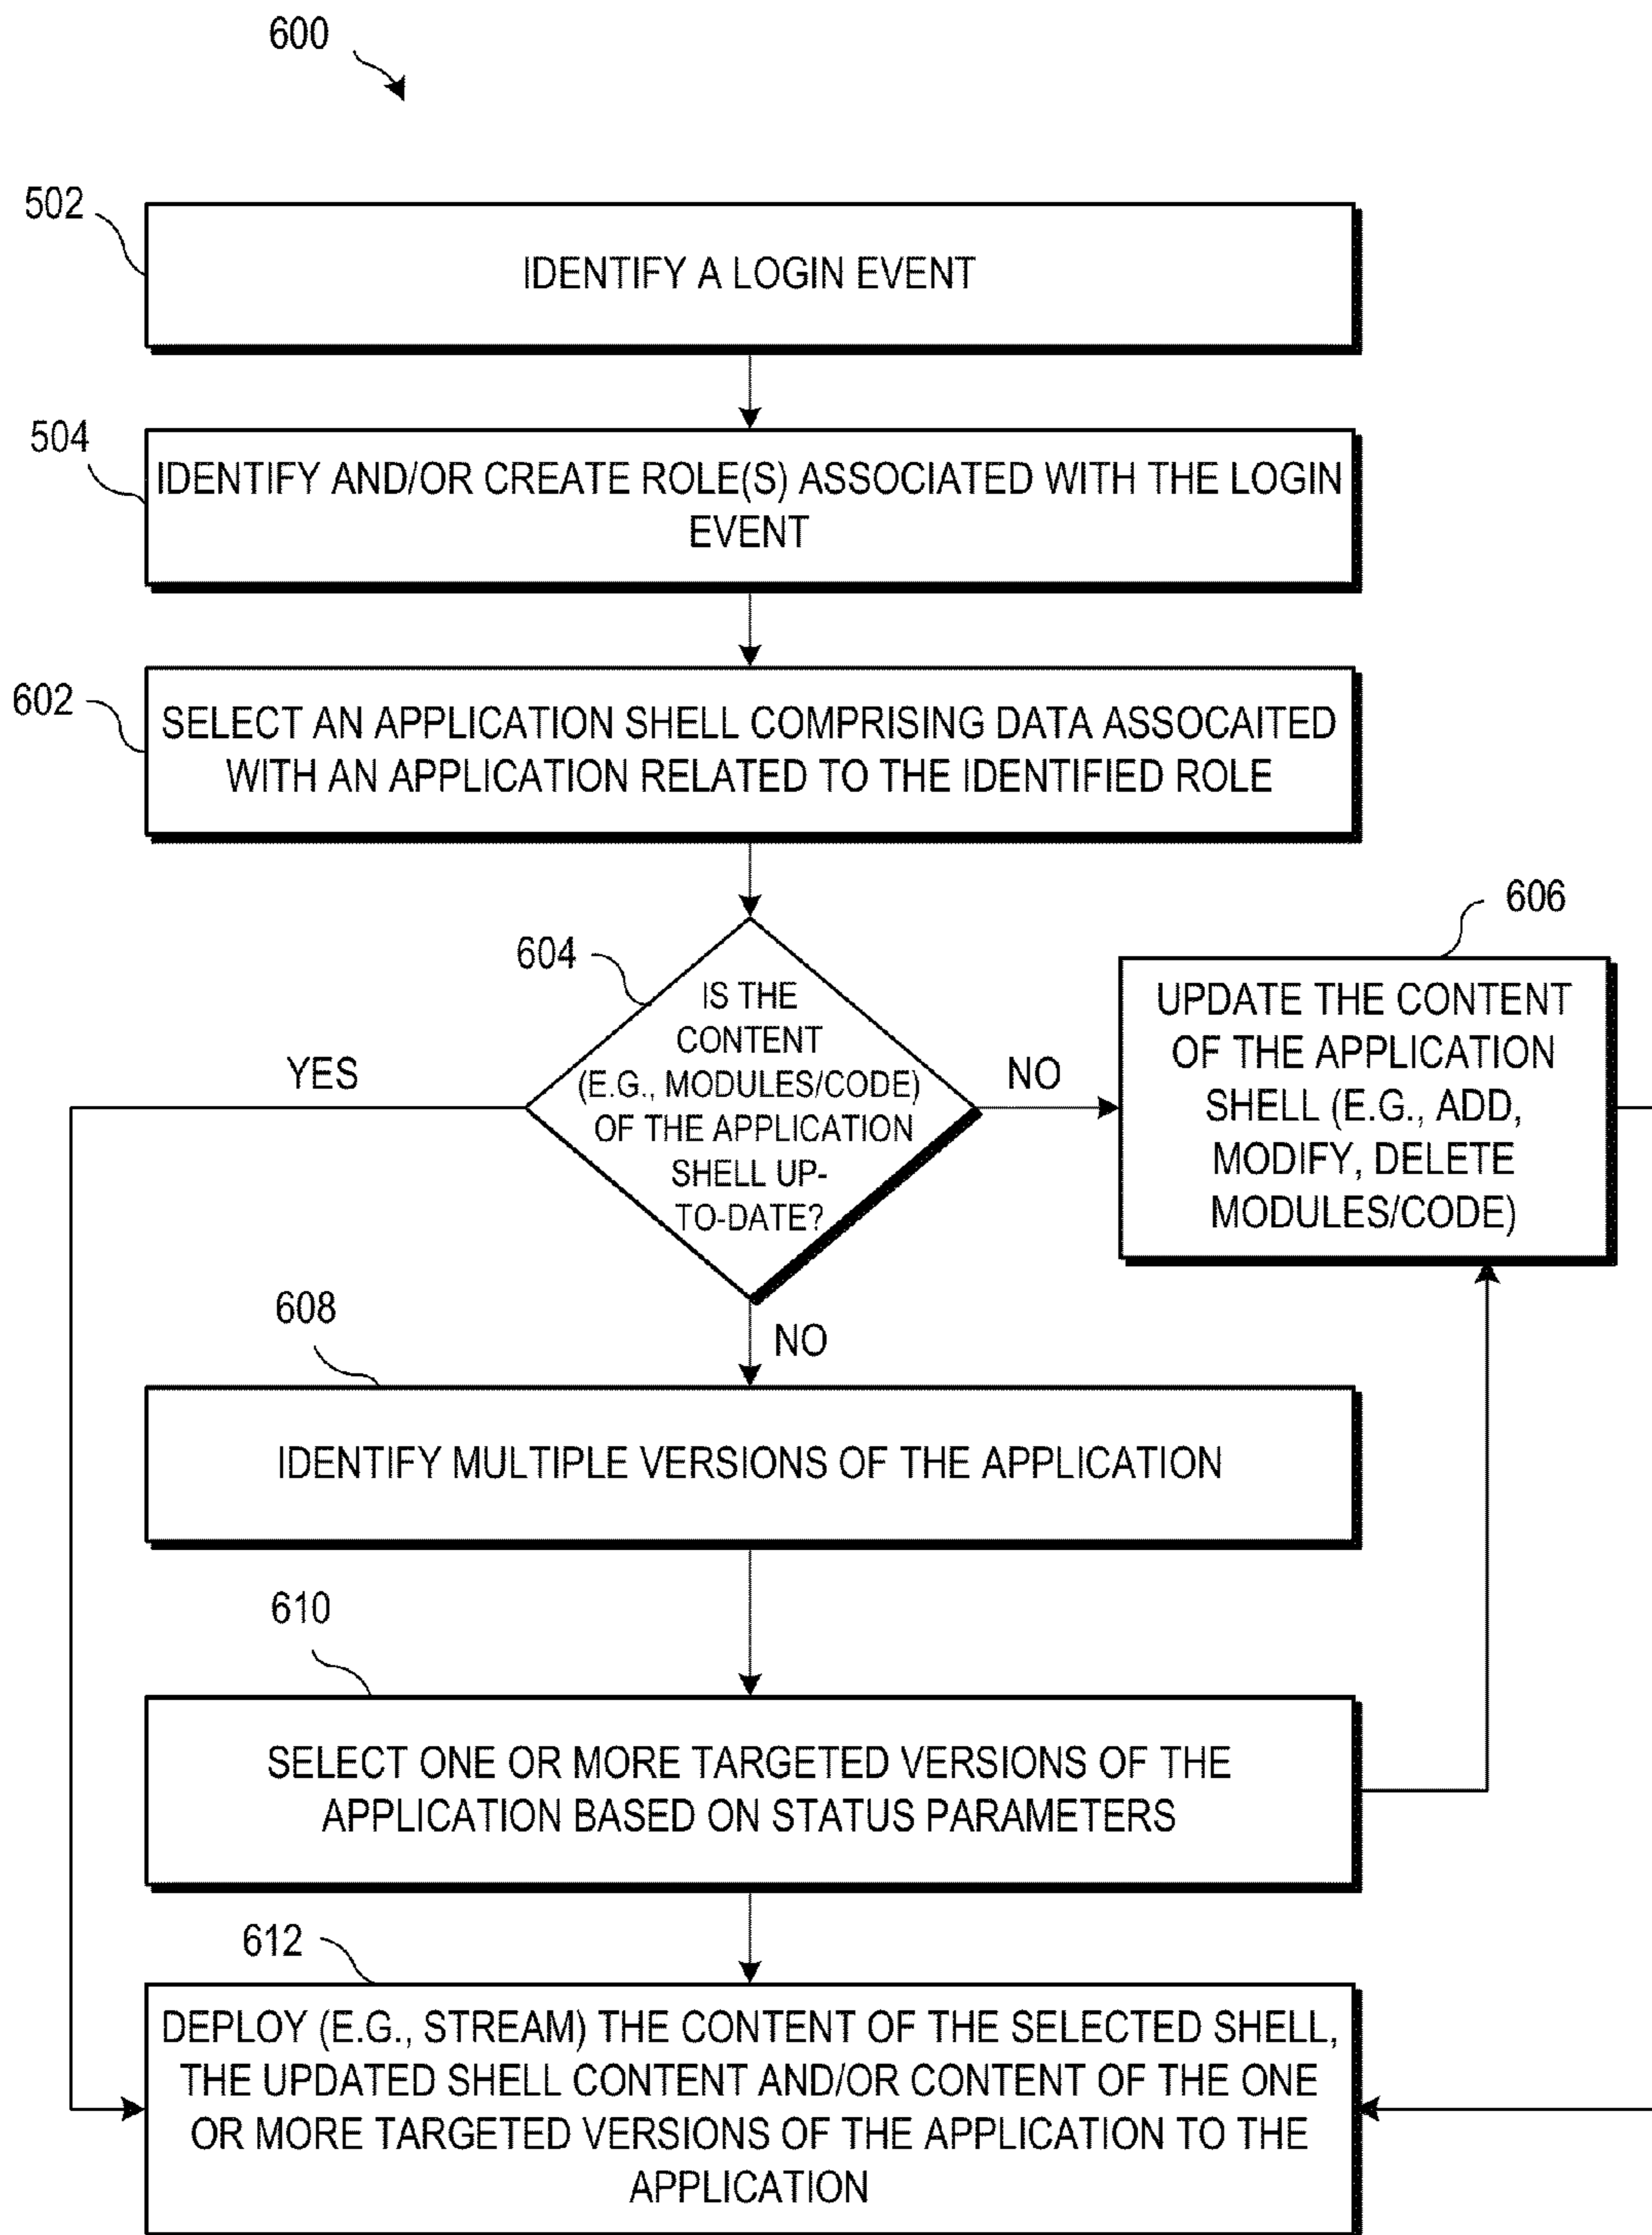 600
502
IDENTIFY A LOGIN EVENT
504
IDENTIFY AND/OR CREATE ROLE(S) ASSOCIATED WITH THE LOGIN
EVENT
602
SELECT AN APPLICATION SHELL COMPRISING DATA ASSOCAITED
WITH AN APPLICATION RELATED TO THE IDENTIFIED ROLE
604
IS THE
CONTENT
(E.G., MODULES/CODE)
OF THE APPLICATION
SHELL UP-
TO-DATE?
YES
NO
606
UPDATE THE CONTENT
OF THE APPLICATION
SHELL (E.G., ADD,
MODIFY, DELETE
MODULES/CODE)
NO
608
IDENTIFY MULTIPLE VERSIONS OF THE APPLICATION
610
SELECT ONE OR MORE TARGETED VERSIONS OF THE
APPLICATION BASED ON STATUS PARAMETERS
612
DEPLOY (E.G., STREAM) THE CONTENT OF THE SELECTED SHELL,
THE UPDATED SHELL CONTENT AND/OR CONTENT OF THE ONE
OR MORE TARGETED VERSIONS OF THE APPLICATION TO THE
APPLICATION